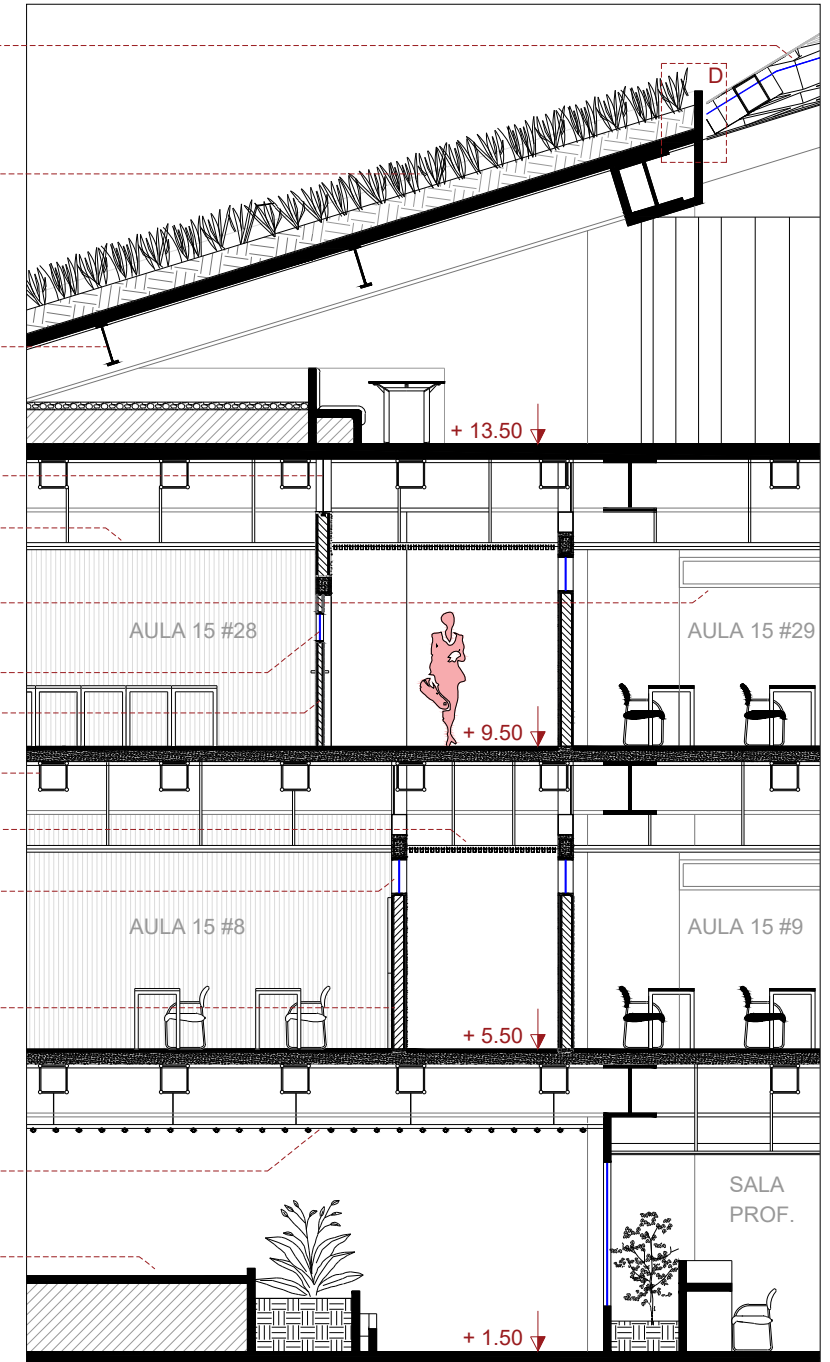 D
+ 13.50
AULA 15 #28
AULA 15 #29
+ 9.50
AULA 15 #8
AULA 15 #9
+ 5.50
SALA
PROF.
+ 1.50